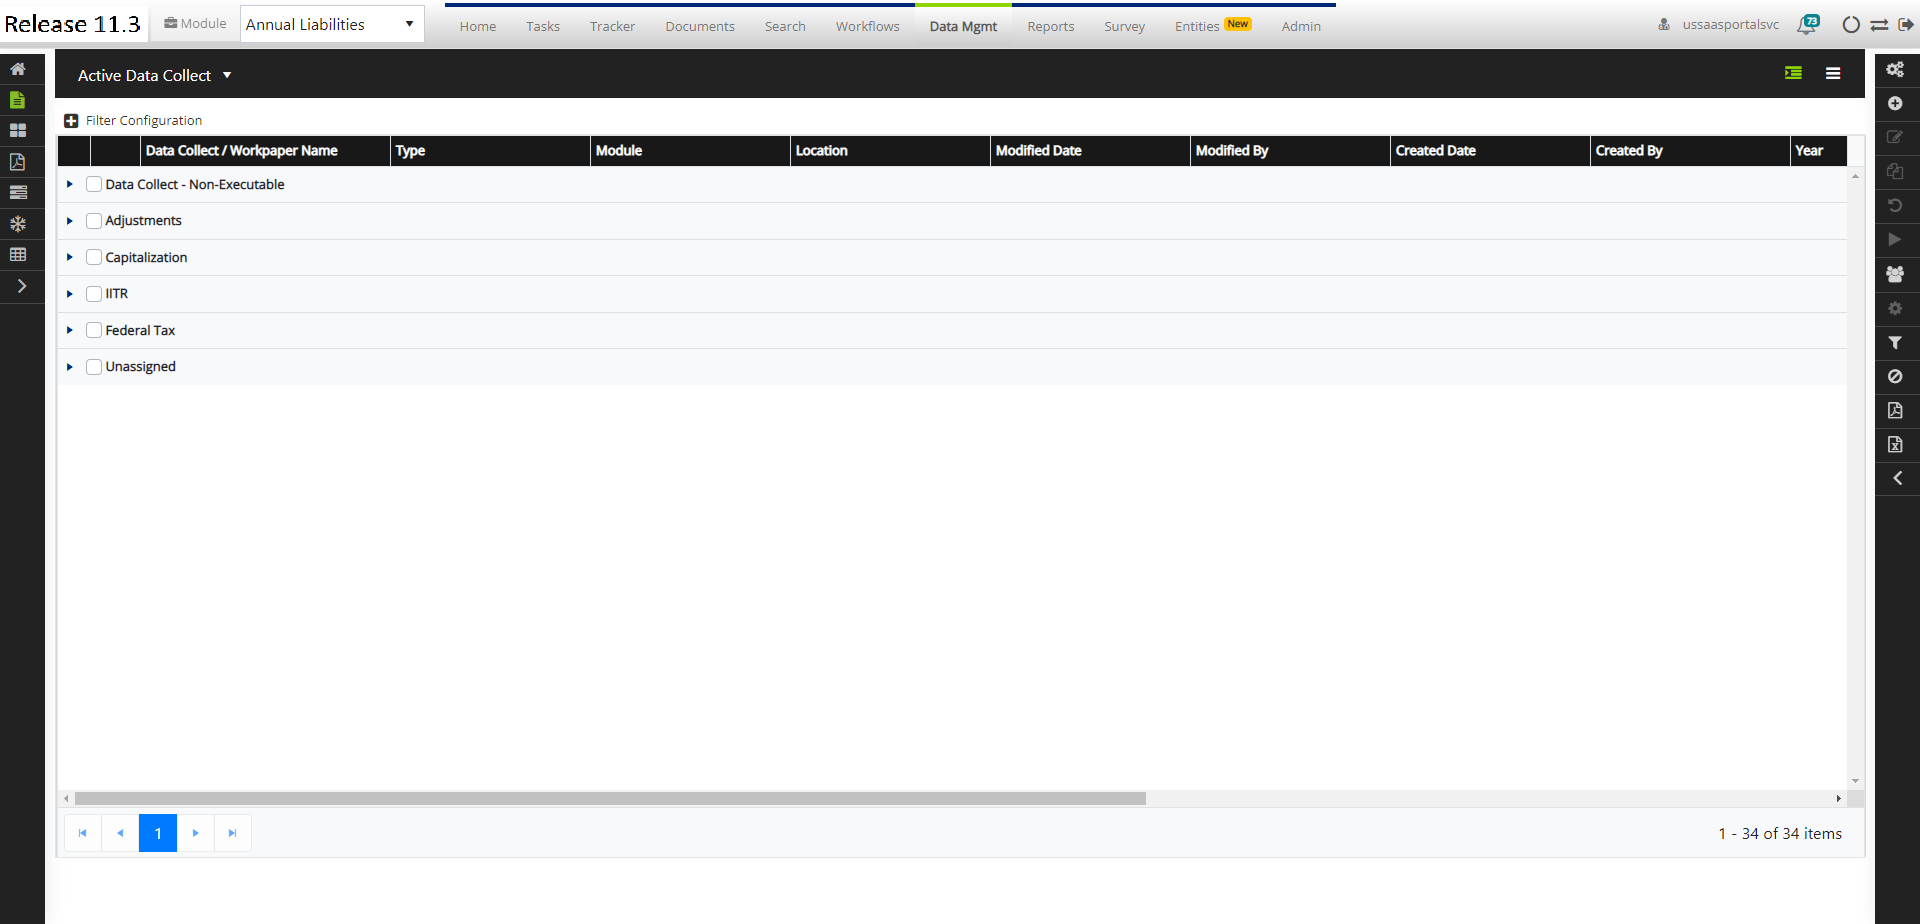 Release 11.3 Module Annual Liabilities Home Tasks Tracker Documents Search Workflows Data Mgmt Reports Survey Entities New Admin ussaasportalsvc 73
Active Data Collect
Filter Configuration
Data Collect / Workpaper Name Type Module Location Modified Date Modified By Created Date Created By Year
Data Collect - Non-Executable
Adjustments
Capitalization
IITR
Federal Tax
Unassigned
1 1 - 34 of 34 items